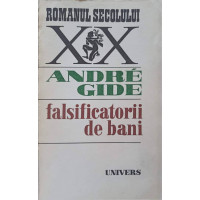 ROMANUL SECOLULUI
XX
ANDRÉ
GIDE
falsificatorii
de bani
UNIVERS